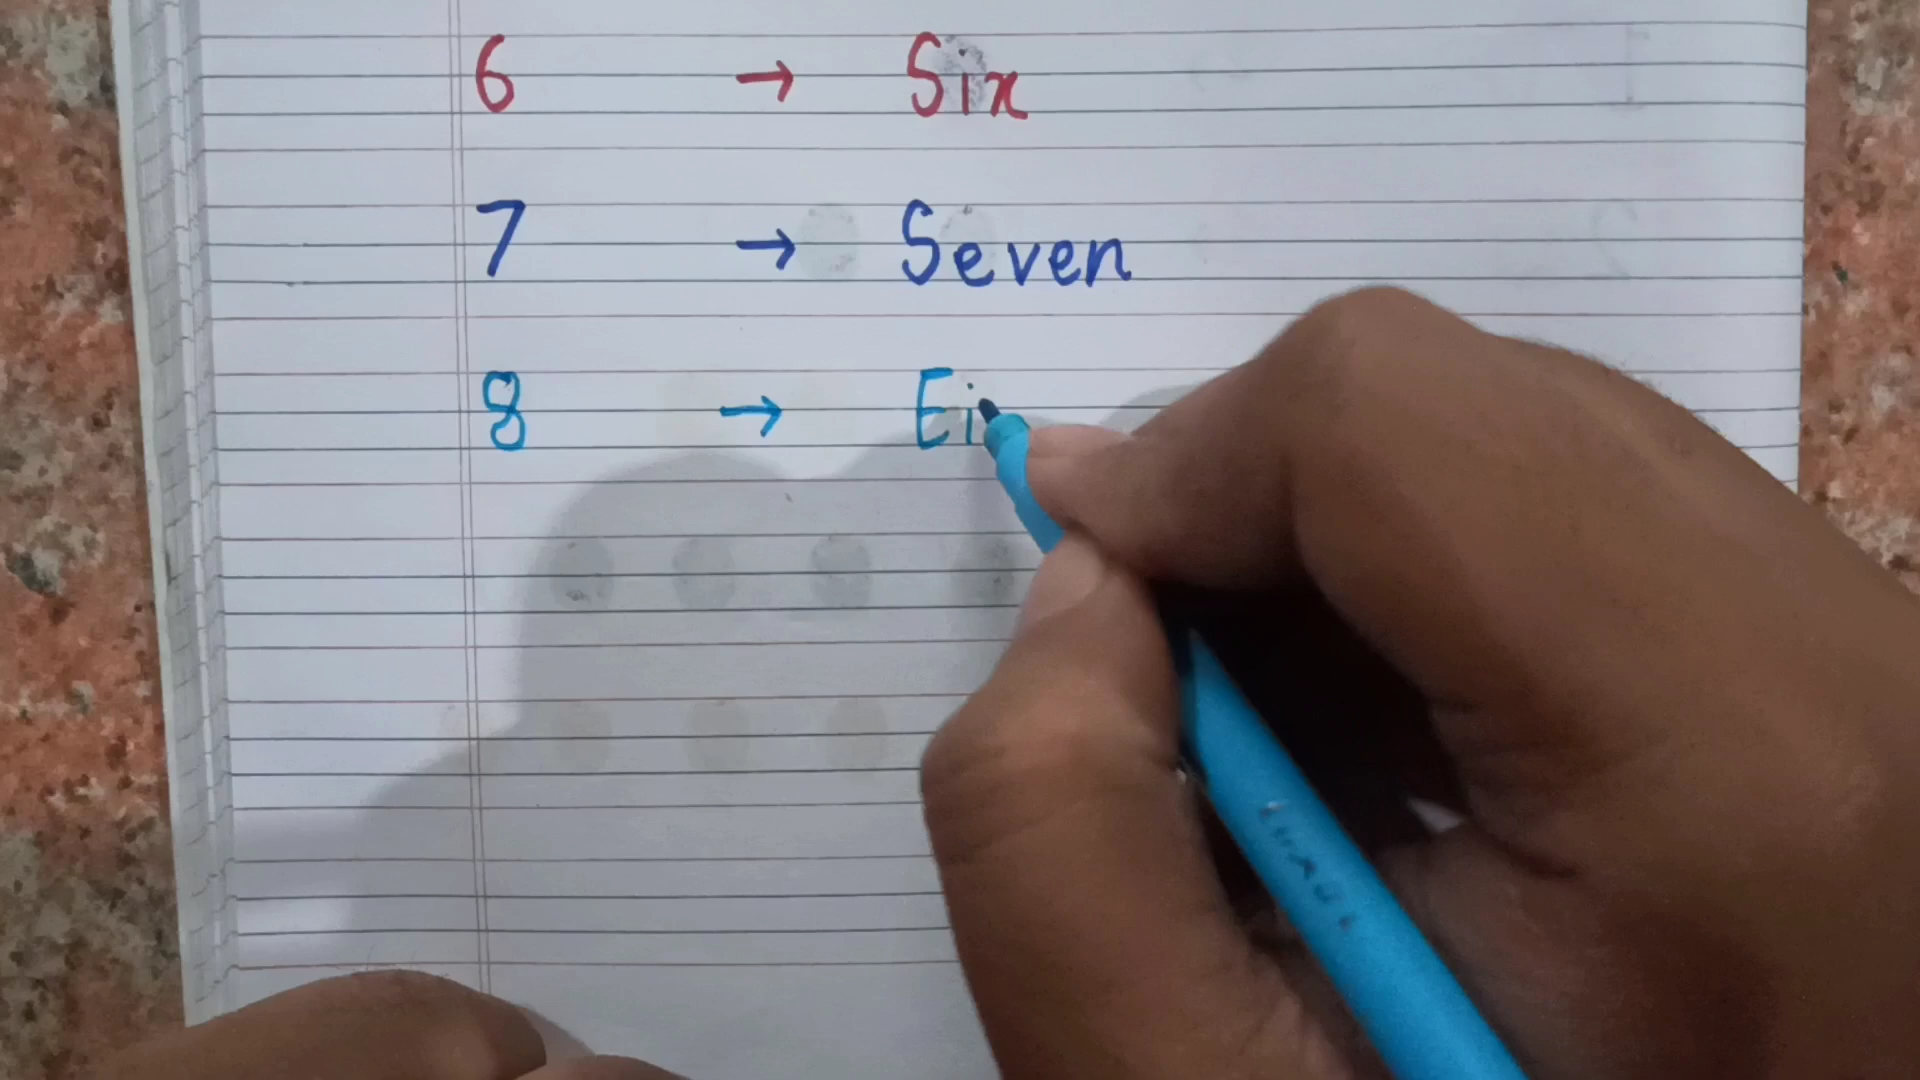 6 → Six
7 → Seven
8 → Ei